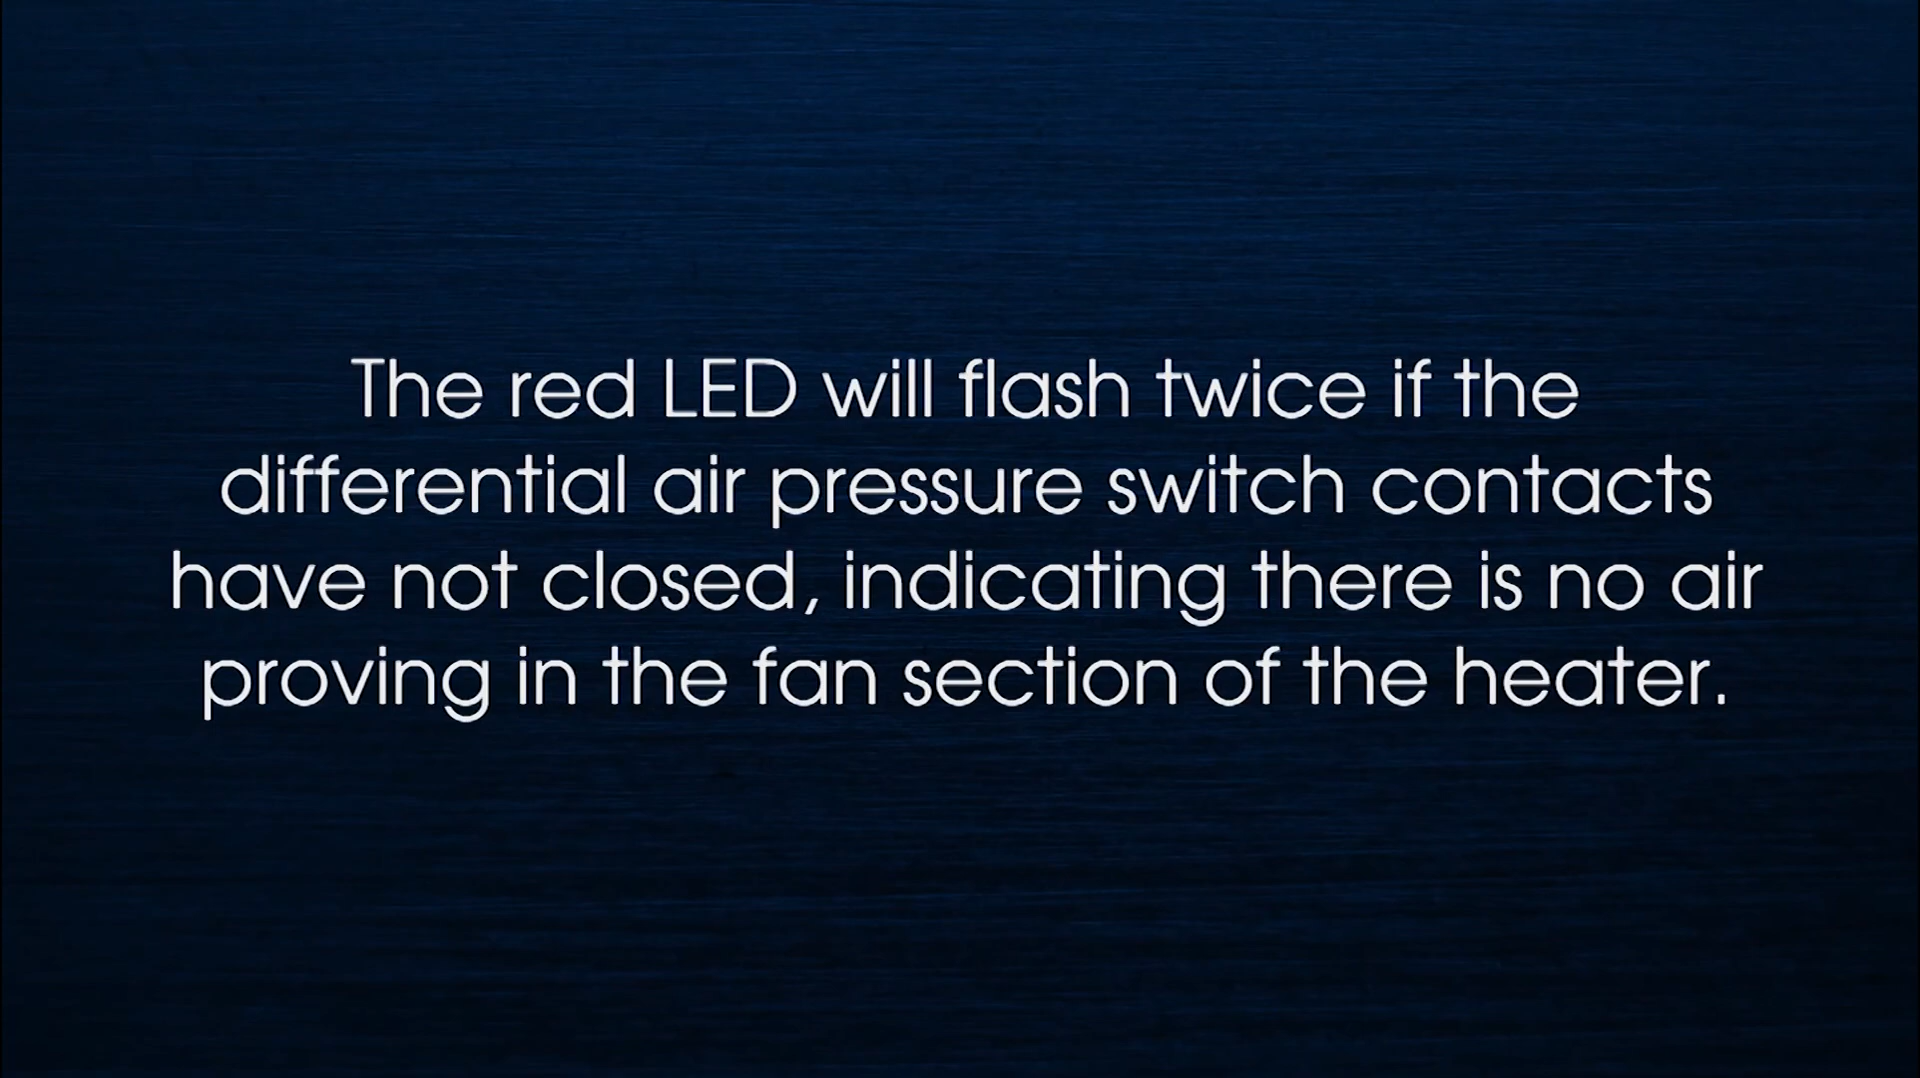 The red LED will flash twice if the
differential air pressure switch contacts
have not closed, indicating there is no air
proving in the fan section of the heater.